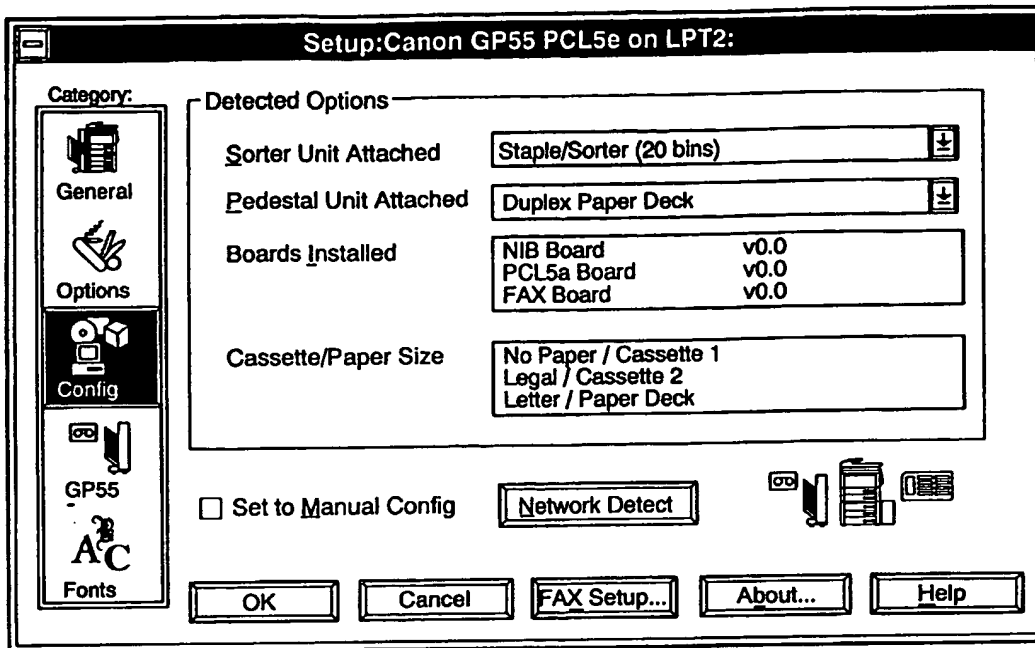 Setup:Canon GP55 PCL5e on LPT2:
Category:
General
Options
Config
GP55
Fonts
Detected Options
Sorter Unit Attached
Staple/Sorter (20 bins)
Pedestal Unit Attached
Duplex Paper Deck
Boards Installed
NIB Board v0.0
PCL5a Board v0.0
FAX Board v0.0
Cassette/Paper Size
No Paper / Cassette 1
Legal / Cassette 2
Letter / Paper Deck
Set to Manual Config
Network Detect
OK
Cancel
FAX Setup...
About...
Help